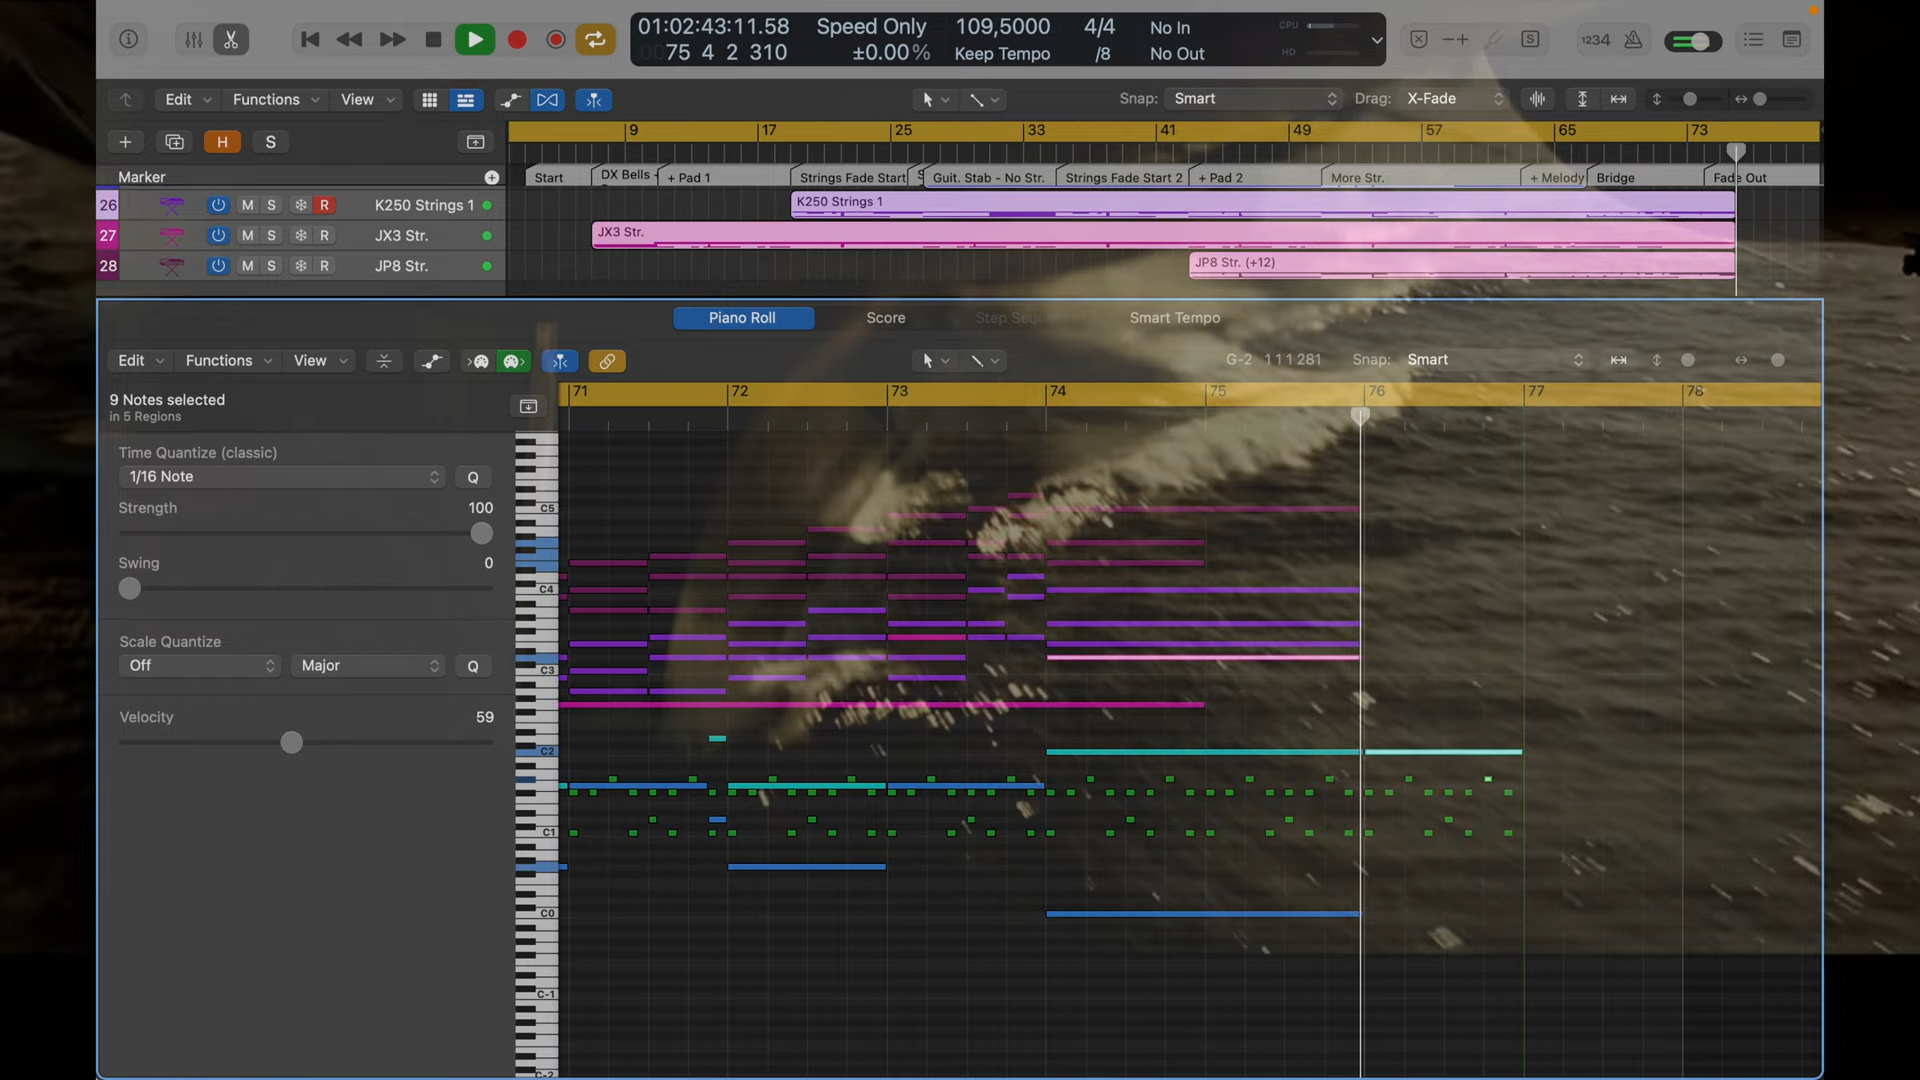 01:02:43:11.58 Speed Only 109,5000 4/4 No In CPU
0075 4 2 310 ±0.00% Keep Tempo /8 No Out HD
S 1234
Edit Functions View Snap: Smart Drag: X-Fade
H S 9 17 25 33 41 49 57 65 73
Marker Start DX Bells + Pad 1 Strings Fade Start S Guit. Stab - No Str. Strings Fade Start 2 + Pad 2 More Str. + Melody Bridge Fade Out
26 M S R K250 Strings 1 K250 Strings 1
27 M S R JX3 Str. JX3 Str.
28 M S R JP8 Str. JP8 Str. (+12)
Piano Roll Score Step Sequ Smart Tempo
Edit Functions View G-2 1 1 1 281 Snap: Smart
71 72 73 74 75 76 77 78
9 Notes selected
in 5 Regions
Time Quantize (classic)
1/16 Note Q
Strength 100
Swing 0
Scale Quantize
Off Major Q
Velocity 59
C5
C4
C3
C2
C1
C0
C-1
C-2